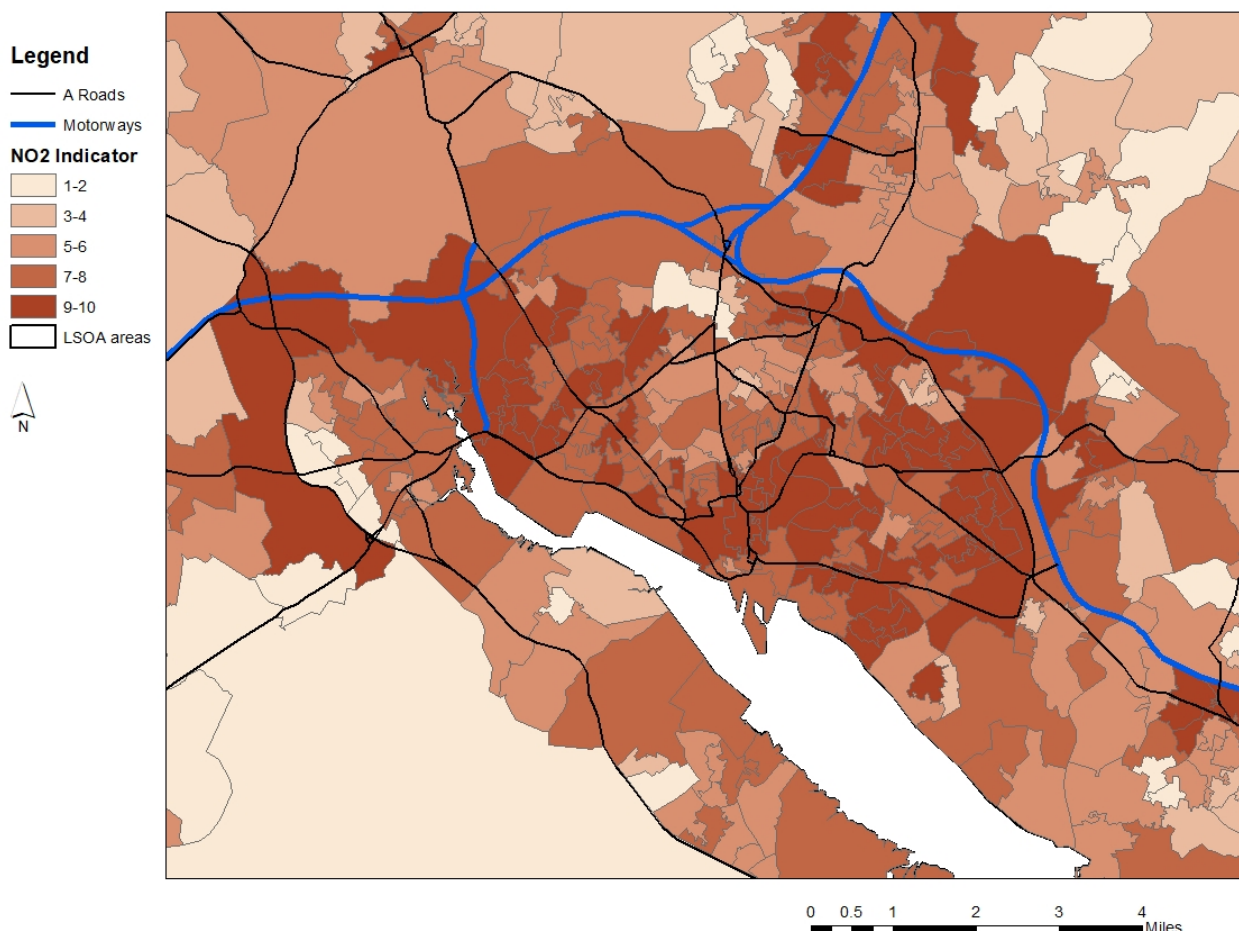 Legend
A Roads
Motorways
NO2 Indicator
1-2
3-4
5-6
7-8
9-10
LSOA areas
N
0 0.5 1 2 3 4
Miles